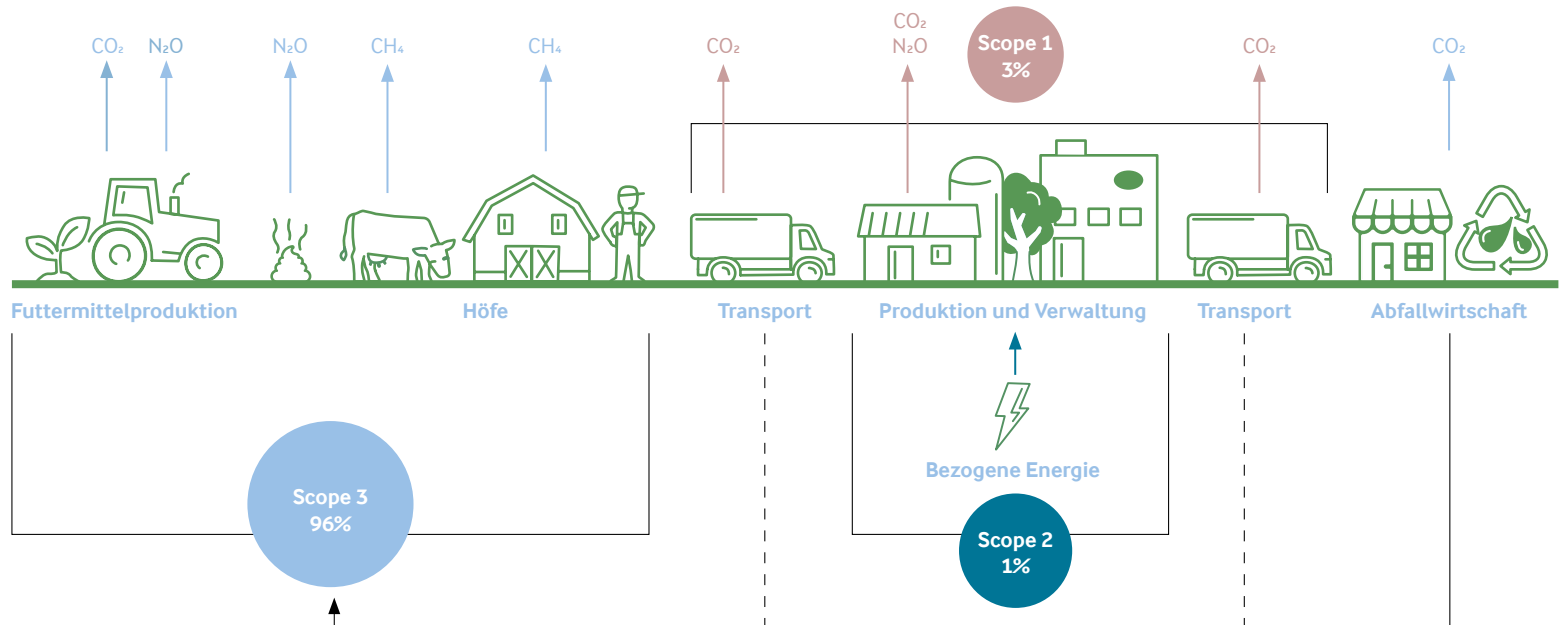 CO₂
N₂O
N₂O
CH₄
CH₄
CO₂
CO₂
N₂O
Scope 1
3%
CO₂
CO₂
Futtermittelproduktion
Höfe
Transport
Produktion und Verwaltung
Transport
Abfallwirtschaft
Bezogene Energie
Scope 3
96%
Scope 2
1%